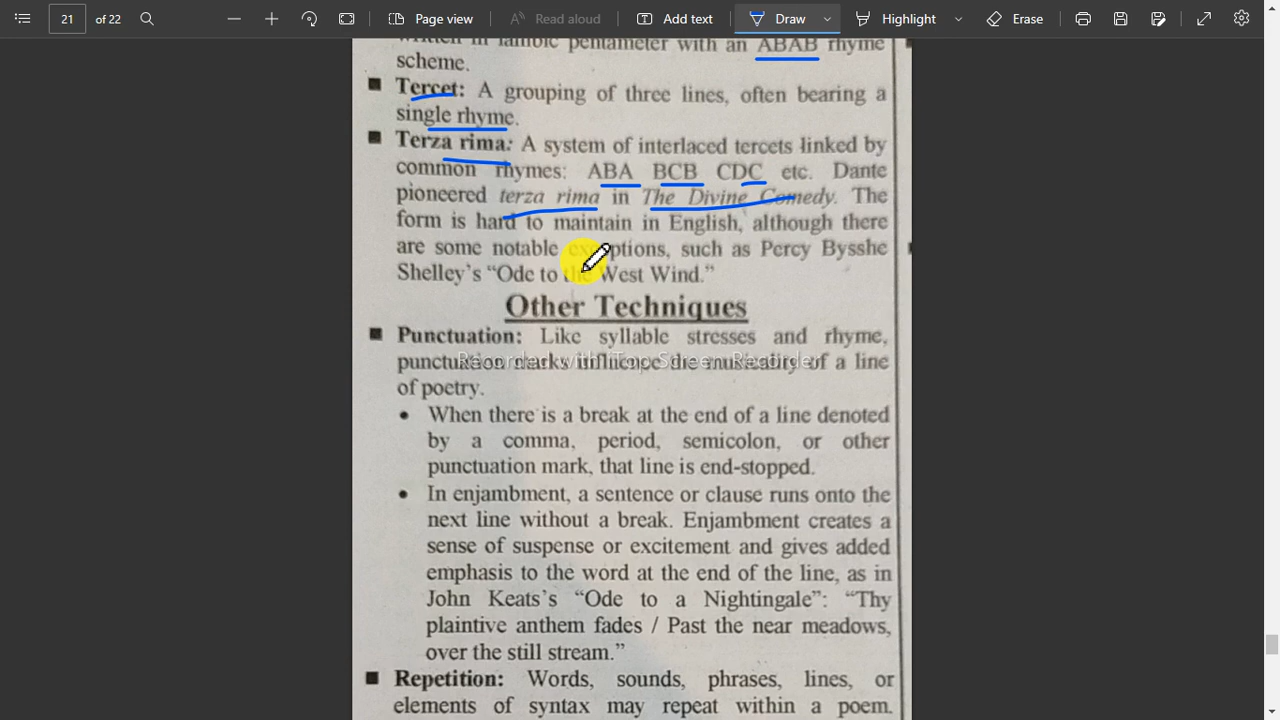 21 of 22 Page view Read aloud Add text Draw Highlight Erase
written in iambic pentameter with an ABAB rhyme
scheme.
■ Tercet: A grouping of three lines, often bearing a
single rhyme.
■ Terza rima: A system of interlaced tercets linked by
common rhymes: ABA BCB CDC etc. Dante
pioneered terza rima in The Divine Comedy. The
form is hard to maintain in English, although there
are some notable exceptions, such as Percy Bysshe
Shelley's “Ode to the West Wind.”
Other Techniques
■ Punctuation: Like syllable stresses and rhyme,
punctuation marks influence the musicality of a line
Recorded with iTop Screen Recorder
of poetry.
• When there is a break at the end of a line denoted
by a comma, period, semicolon, or other
punctuation mark, that line is end-stopped.
• In enjambment, a sentence or clause runs onto the
next line without a break. Enjambment creates a
sense of suspense or excitement and gives added
emphasis to the word at the end of the line, as in
John Keats's “Ode to a Nightingale”: “Thy
plaintive anthem fades / Past the near meadows,
over the still stream.”
■ Repetition: Words, sounds, phrases, lines, or
elements of syntax may repeat within a poem.